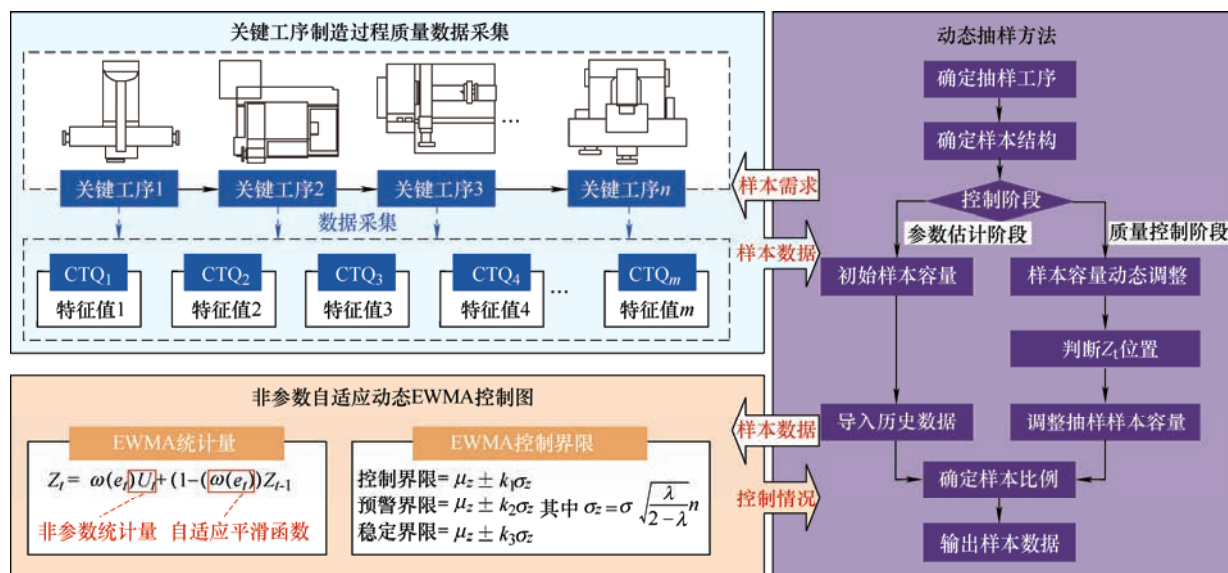 关键工序制造过程质量数据采集
...
关键工序1
关键工序2
关键工序3
关键工序n
数据采集
CTQ1
CTQ2
CTQ3
CTQ4
CTQm
特征值1
特征值2
特征值3
特征值4
...
特征值m
样本需求
样本数据
动态抽样方法
确定抽样工序
确定样本结构
控制阶段
参数估计阶段
质量控制阶段
初始样本容量
样本容量动态调整
判断Zt位置
导入历史数据
调整抽样样本容量
确定样本比例
输出样本数据
样本数据
控制情况
非参数自适应动态EWMA控制图
EWMA统计量
Zt = ω(et)Ut+(1-(ω(et))Zt-1
非参数统计量
自适应平滑函数
EWMA控制界限
控制界限= μz ± k1σz
预警界限= μz ± k2σz 其中 σz=σ√(λ/(2-λ))n
稳定界限= μz ± k3σz